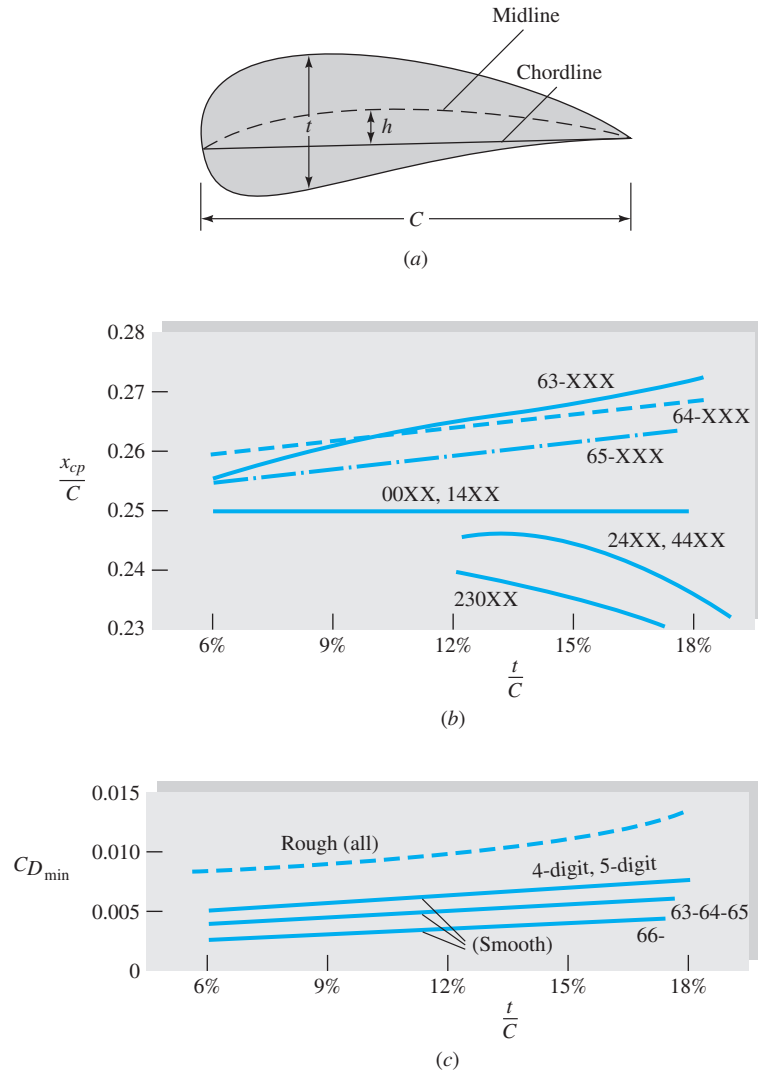 Midline
Chordline
t
h
C
(a)
0.28
0.27
0.26
0.25
0.24
0.23
x_cp
C
63-XXX
64-XXX
65-XXX
00XX, 14XX
24XX, 44XX
230XX
6%
9%
12%
15%
18%
t
C
(b)
0.015
0.010
0.005
0
C_D_min
Rough (all)
4-digit, 5-digit
63-64-65
66-
(Smooth)
6%
9%
12%
15%
18%
t
C
(c)